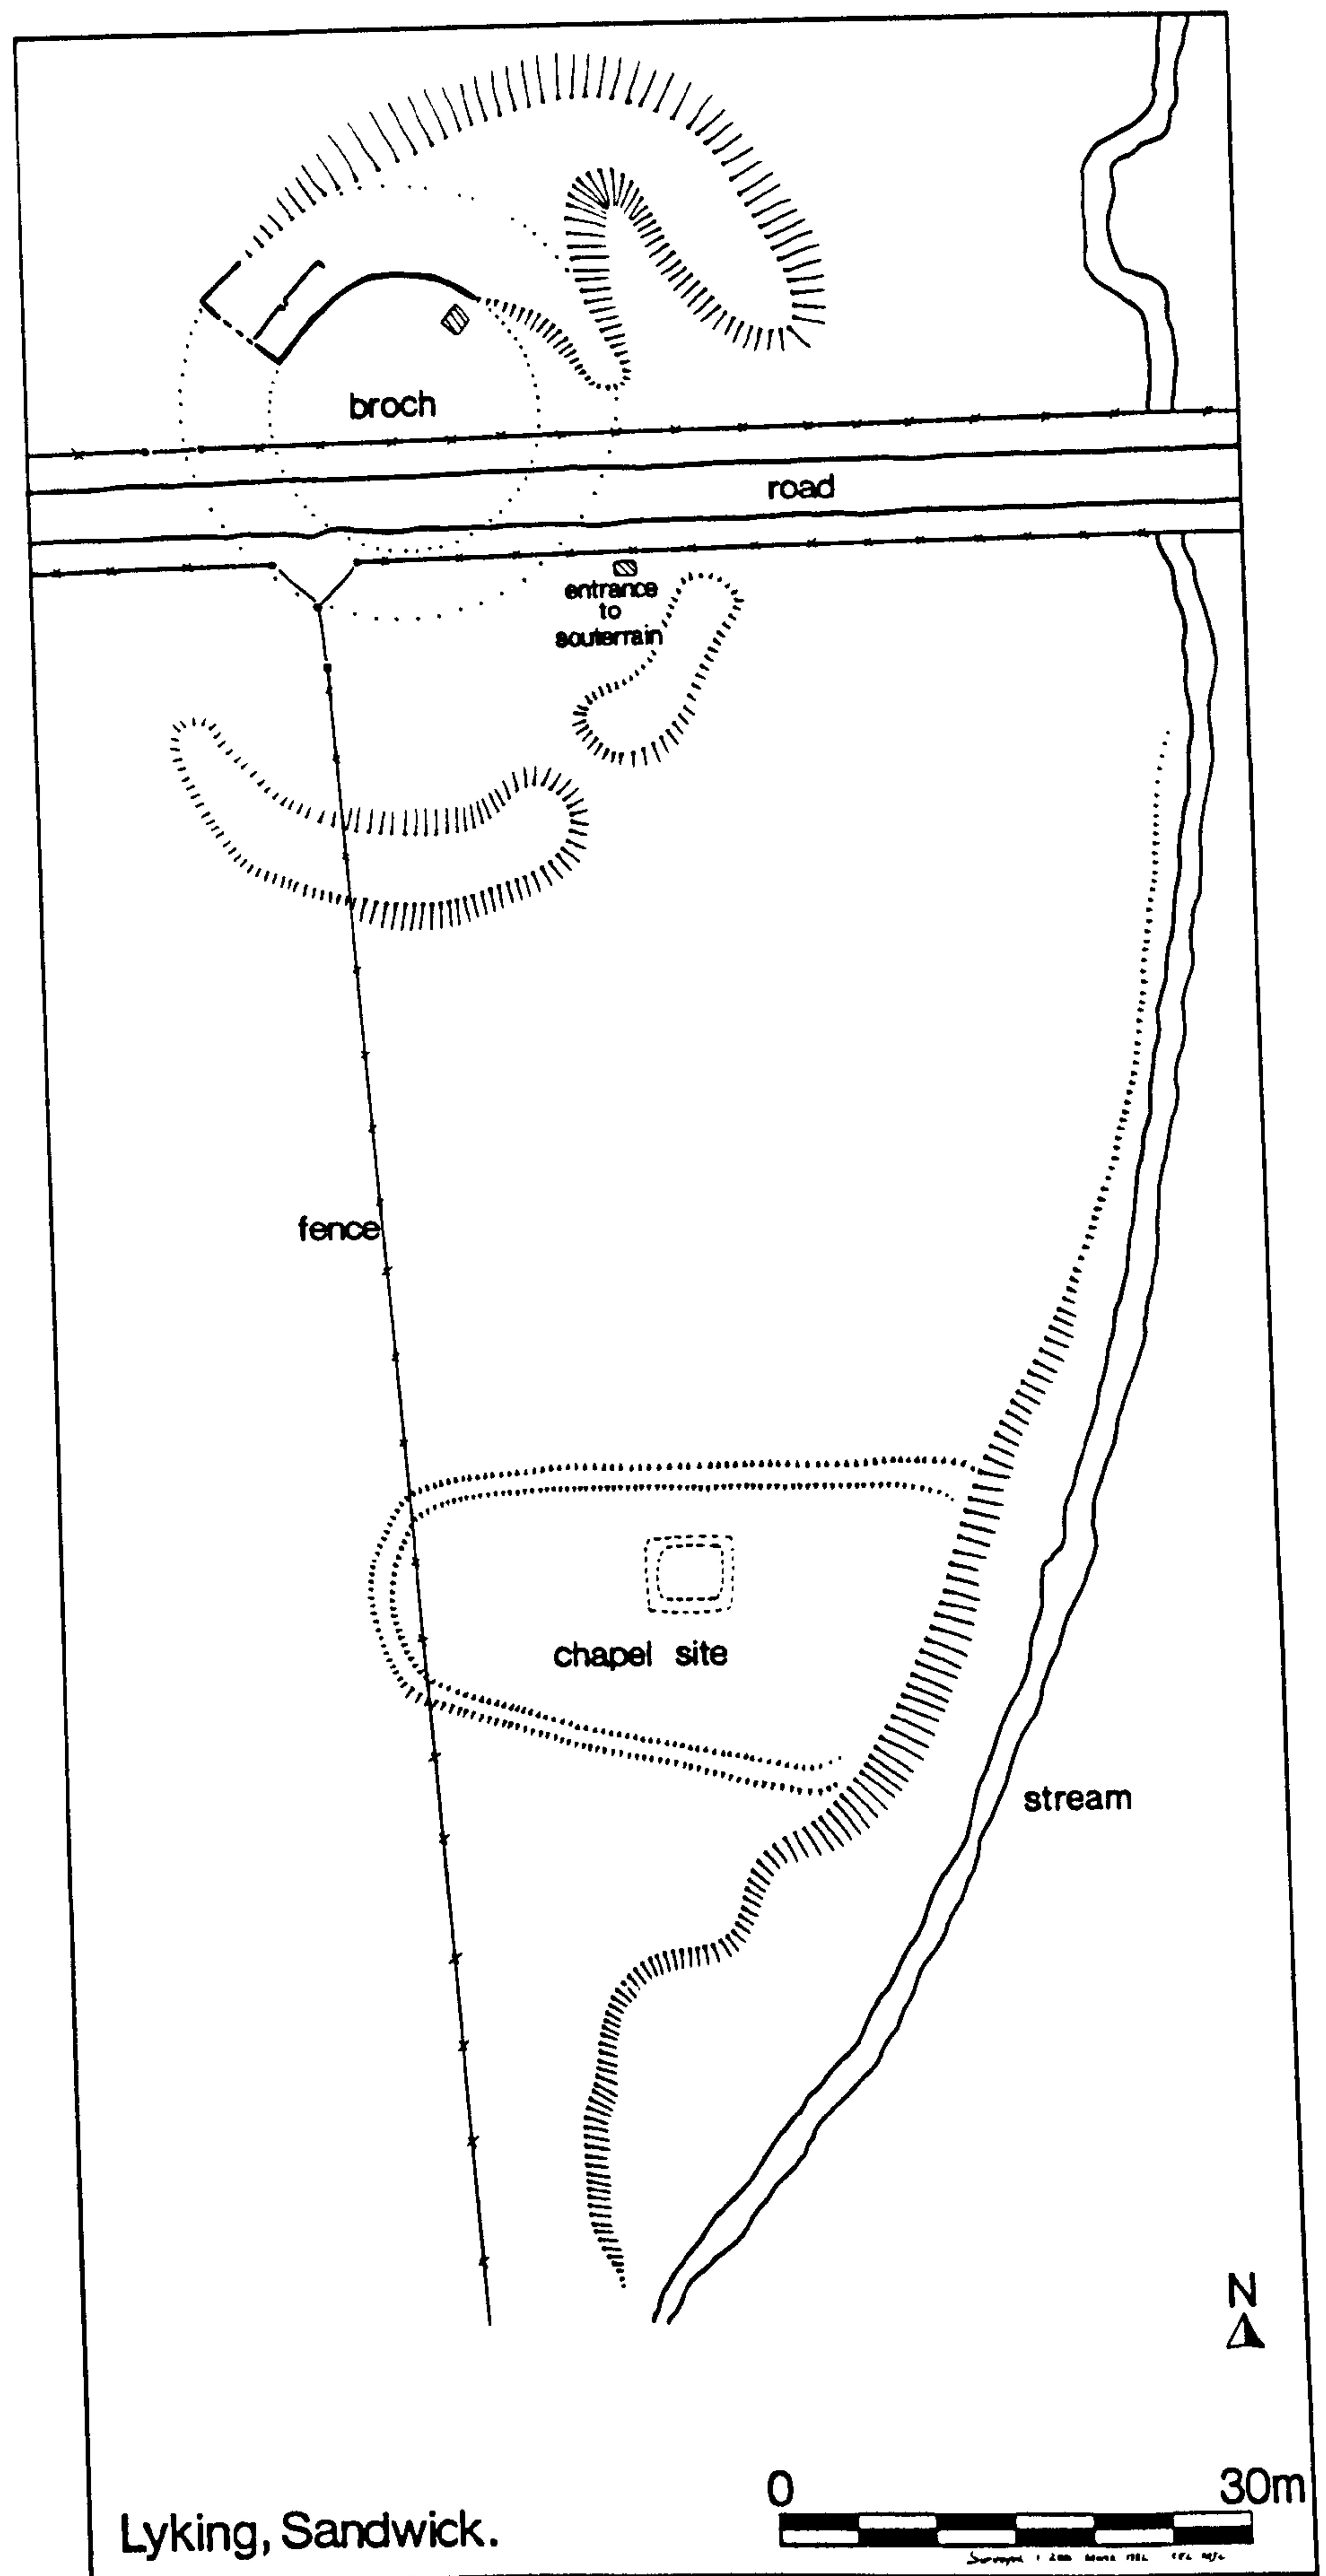 broch
road
entrance
to
souterrain
fence
chapel site
stream
N
0 30m
Lyking, Sandwick.